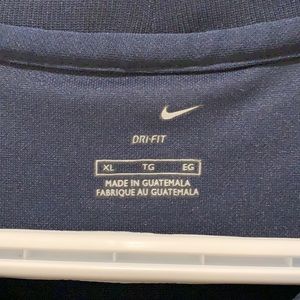 DRI-FIT
XL TG EG
MADE IN GUATEMALA
FABRIQUE AU GUATEMALA